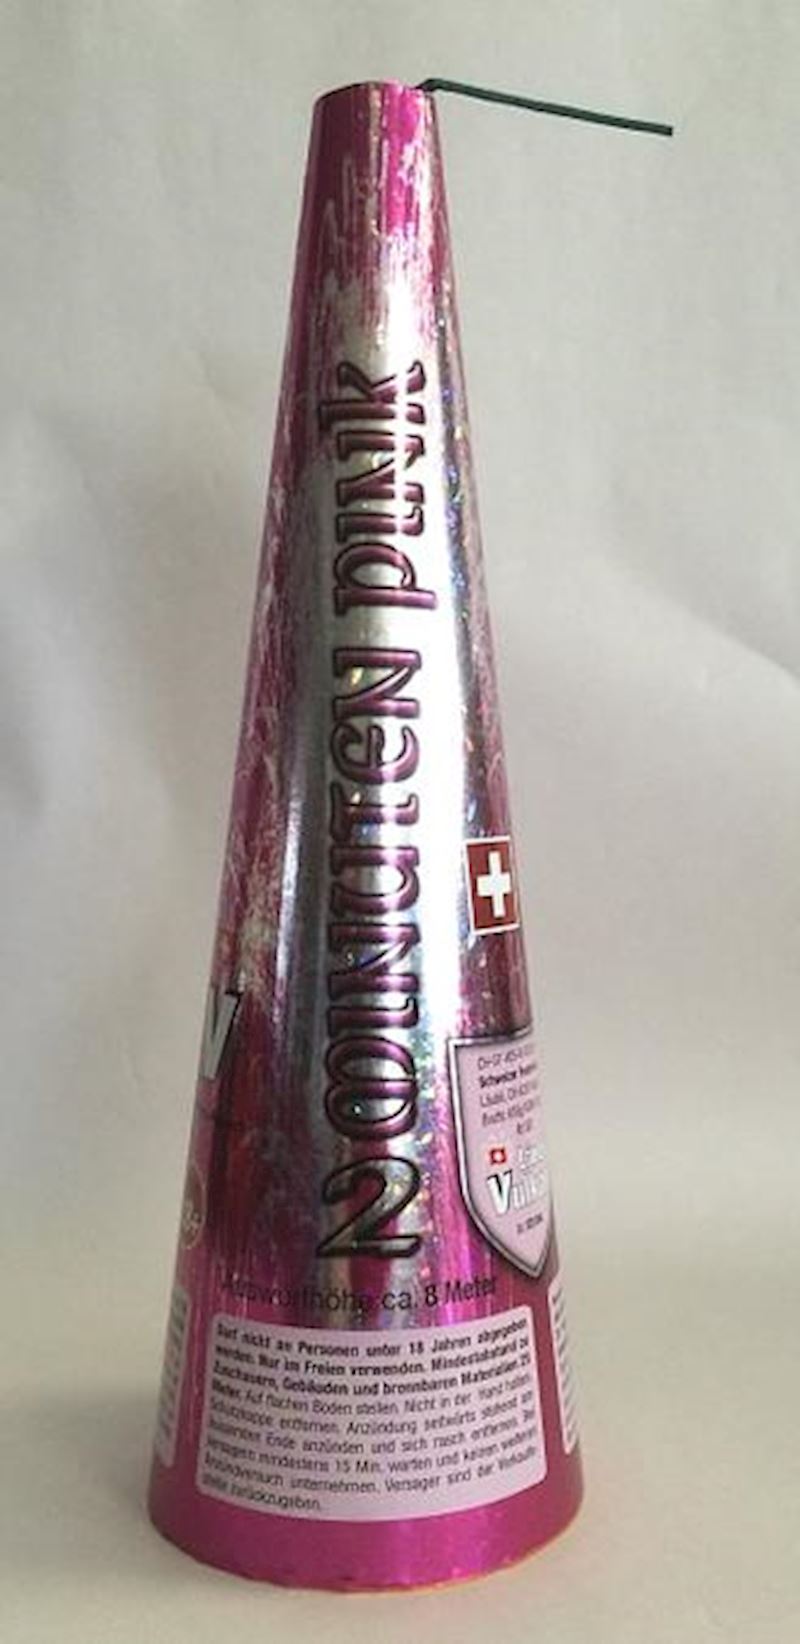 2 MINUTEN PINK
V
Auswurfhöhe ca. 8 Meter
Darf nicht an Personen unter 18 Jahren abgegeben
werden. Nur im Freien verwenden. Mindestabstand zu
Zuschauern, Gebäuden und brennbaren Materialien 25
Meter. Auf flachen Boden stellen. Nicht in der Hand halten.
Schutzkappe entfernen. Anzündung seitwärts stehend am
äussersten Ende anzünden und sich rasch entfernen. Bei
Versagern mindestens 15 Min. warten und keinen weiteren
Anzündversuch unternehmen. Versager sind der Verkaufs-
stelle zurückzugeben.
Schweizer